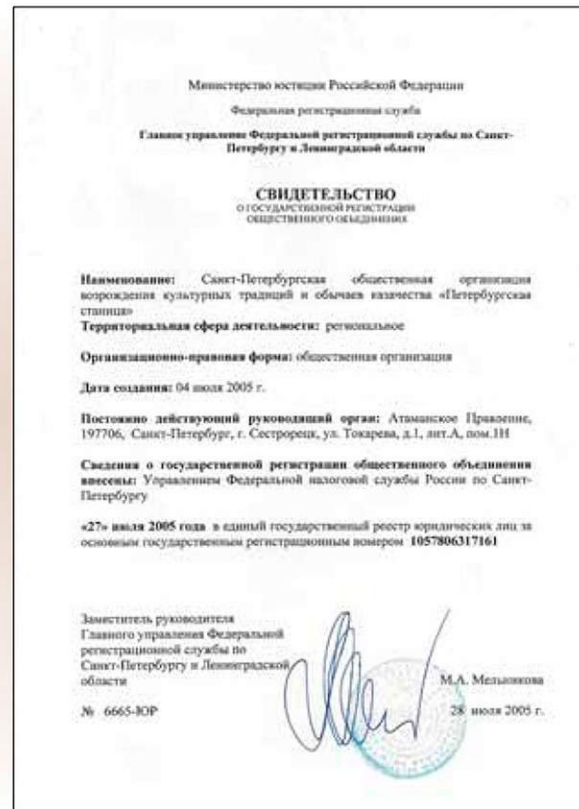 Министерство юстиции Российской Федерации
Федеральная регистрационная служба
Главное управление Федеральной регистрационной службы по Санкт-
Петербургу и Ленинградской области
СВИДЕТЕЛЬСТВО
О ГОСУДАРСТВЕННОЙ РЕГИСТРАЦИИ
ОБЩЕСТВЕННОГО ОБЪЕДИНЕНИЯ
Наименование: Санкт-Петербургская общественная организация
возрождения культурных традиций и обычаев казачества «Петербургская
станица»
Территориальная сфера деятельности: региональное
Организационно-правовая форма: общественная организация
Дата создания: 04 июля 2005 г.
Постоянно действующий руководящий орган: Атаманское Правление,
197706, Санкт-Петербург, г. Сестрорецк, ул. Токарева, д.1, лит.А, пом.1Н
Сведения о государственной регистрации общественного объединения
внесены: Управлением Федеральной налоговой службы России по Санкт-
Петербургу
«27» июля 2005 года в единый государственный реестр юридических лиц за
основным государственным регистрационным номером 1057806317161
Заместитель руководителя
Главного управления Федеральной
регистрационной службы по
Санкт-Петербургу и Ленинградской
области
М.А. Мельникова
№ 6665-ЮР
28 июля 2005 г.